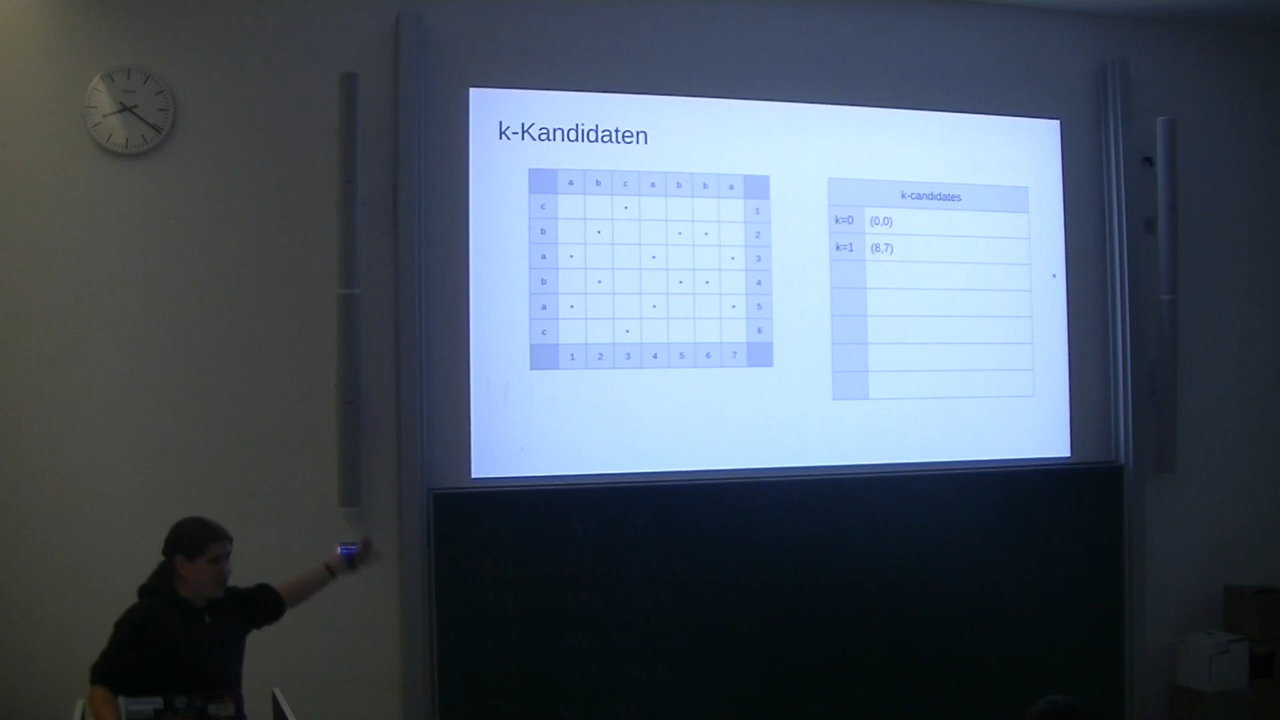 k-Kandidaten
a b c a b b a
c 1
b 2
a 3
b 4
a 5
c 6
1 2 3 4 5 6 7
k-candidates
k=0 (0,0)
k=1 (8,7)